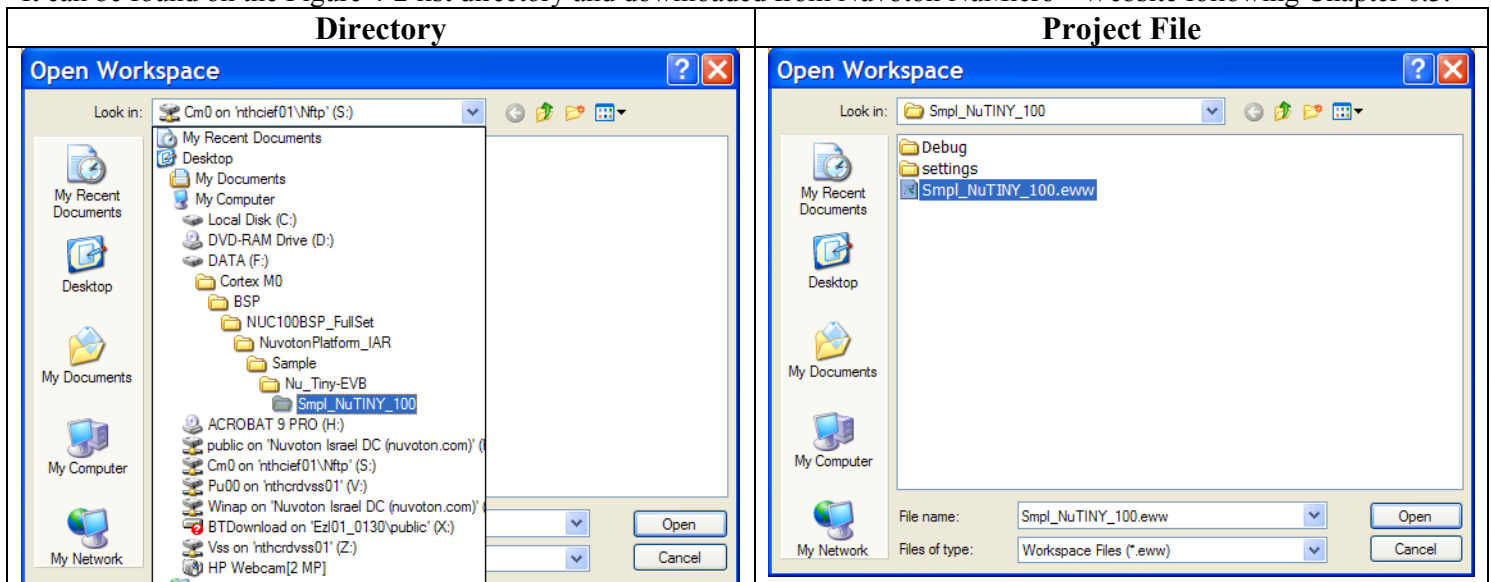 Directory
Project File
Open Workspace
Look in: Cm0 on 'nthcief01\Nftp' (S:)
My Recent Documents
Desktop
My Documents
My Computer
Local Disk (C:)
DVD-RAM Drive (D:)
DATA (F:)
Cortex M0
BSP
NUC100BSP_FullSet
NuvotonPlatform_IAR
Sample
Nu_Tiny-EVB
Smpl_NuTINY_100
ACROBAT 9 PRO (H:)
public on 'Nuvoton Israel DC (nuvoton.com)'
Cm0 on 'nthcief01\Nftp' (S:)
Pu00 on 'nthcrdvss01' (V:)
Winap on 'Nuvoton Israel DC (nuvoton.com)'
BTDownload on 'Ezl01_0130\public' (X:)
Vss on 'nthcrdvss01' (Z:)
HP Webcam[2 MP]
My Recent
Documents
Desktop
My Documents
My Computer
My Network
Open
Cancel
Open Workspace
Look in: Smpl_NuTINY_100
Debug
settings
Smpl_NuTINY_100.eww
My Recent
Documents
Desktop
My Documents
My Computer
My Network
File name: Smpl_NuTINY_100.eww Open
Files of type: Workspace Files (*.eww) Cancel